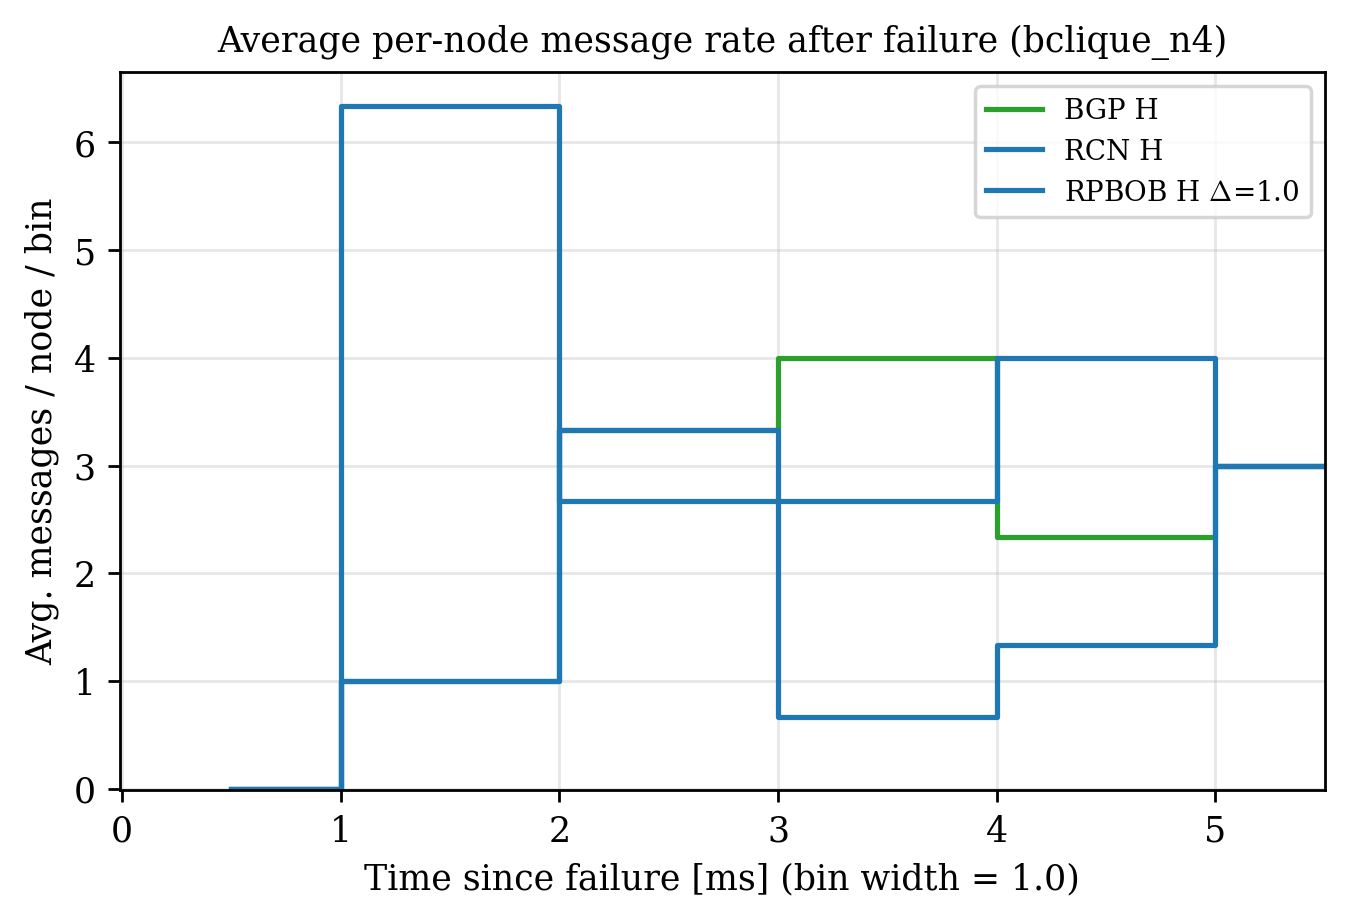 Average per-node message rate after failure (bclique_n4)
BGP H
RCN H
RPBOB H Δ=1.0
Avg. messages / node / bin
6
5
4
3
2
1
0
0 1 2 3 4 5
Time since failure [ms] (bin width = 1.0)